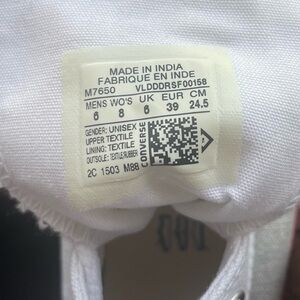 MADE IN INDIA
FABRIQUE EN INDE
M7650 VLDDDRSF00158
MENS WO'S UK EUR CM
6 8 6 39 24.5
GENDER: UNISEX
UPPER TEXTILE
LINING: TEXTILE
OUTSOLE: TEXTILE/RUBBER
CONVERSE
2C 1503 M88